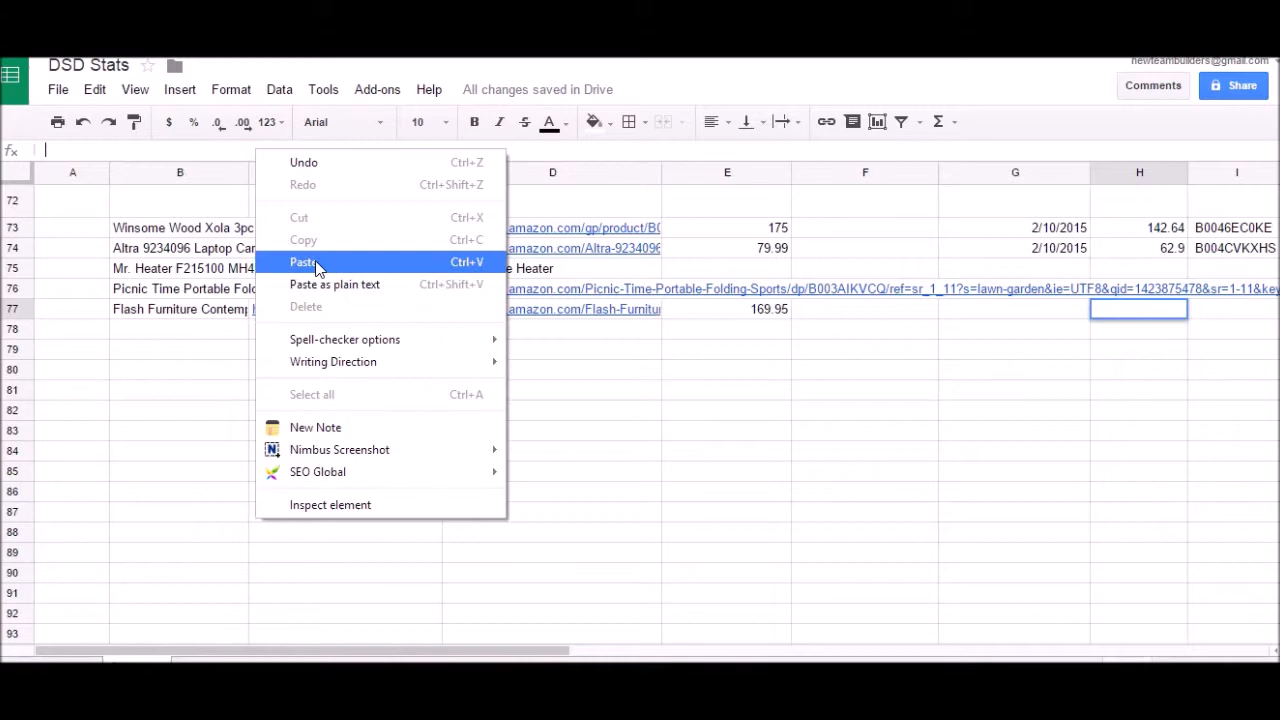 DSD Stats
newteambuilders@gmail.com
File Edit View Insert Format Data Tools Add-ons Help All changes saved in Drive
Comments Share
$ % .0 .00 123 Arial 10 B I S A Σ
fx
A B D E F G H I
72
73 Winsome Wood Xola 3pc amazon.com/gp/product/B0 175 2/10/2015 142.64 B0046EC0KE
74 Altra 9234096 Laptop Car amazon.com/Altra-9234096 79.99 2/10/2015 62.9 B004CVKXHS
75 Mr. Heater F215100 MH4 e Heater
76 Picnic Time Portable Fol amazon.com/Picnic-Time-Portable-Folding-Sports/dp/B003AIKVCQ/ref=sr_1_11?s=lawn-garden&ie=UTF8&qid=1423875478&sr=1-11&key
77 Flash Furniture Contemp h amazon.com/Flash-Furnitu 169.95
78
79
80
81
82
83
84
85
86
87
88
89
90
91
92
93
Undo Ctrl+Z
Redo Ctrl+Shift+Z
Cut Ctrl+X
Copy Ctrl+C
Paste Ctrl+V
Paste as plain text Ctrl+Shift+V
Delete
Spell-checker options
Writing Direction
Select all Ctrl+A
New Note
N Nimbus Screenshot
SEO Global
Inspect element